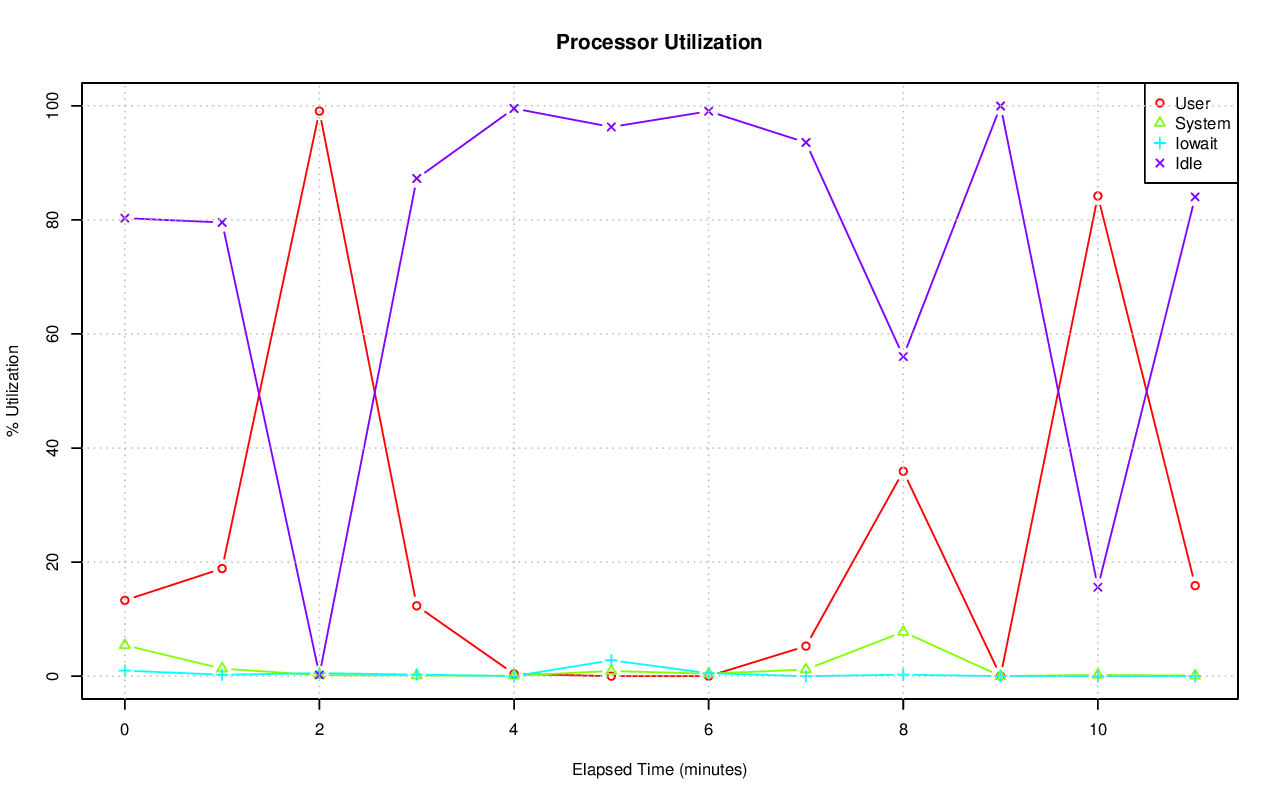 Processor Utilization
% Utilization
100
80
60
40
20
0
User
System
Iowait
Idle
0 2 4 6 8 10
Elapsed Time (minutes)